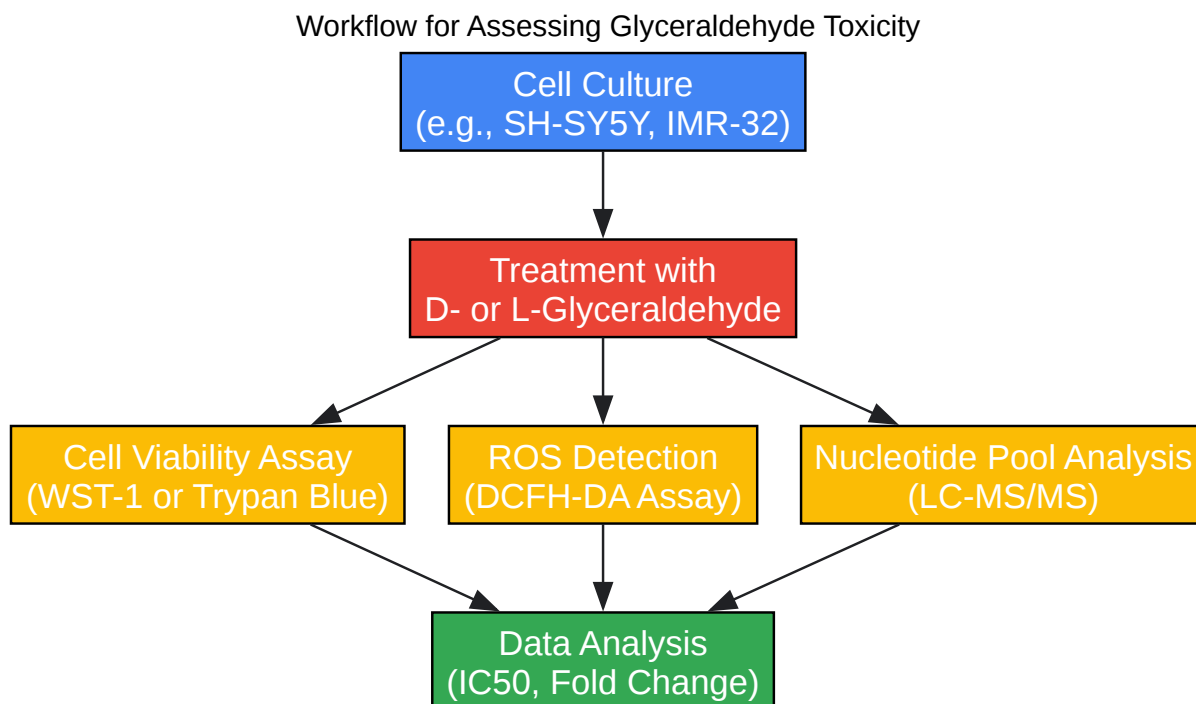 Workflow for Assessing Glyceraldehyde Toxicity
Cell Culture
(e.g., SH-SY5Y, IMR-32)
Treatment with
D- or L-Glyceraldehyde
Cell Viability Assay
(WST-1 or Trypan Blue)
ROS Detection
(DCFH-DA Assay)
Nucleotide Pool Analysis
(LC-MS/MS)
Data Analysis
(IC50, Fold Change)